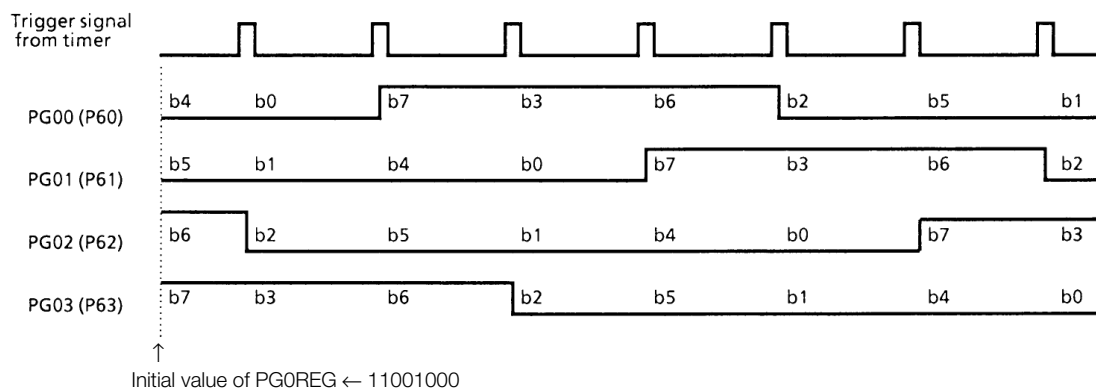 Trigger signal
from timer
PG00 (P60) b4 b0 b7 b3 b6 b2 b5 b1
PG01 (P61) b5 b1 b4 b0 b7 b3 b6 b2
PG02 (P62) b6 b2 b5 b1 b4 b0 b7 b3
PG03 (P63) b7 b3 b6 b2 b5 b1 b4 b0
↑
Initial value of PG0REG ← 11001000